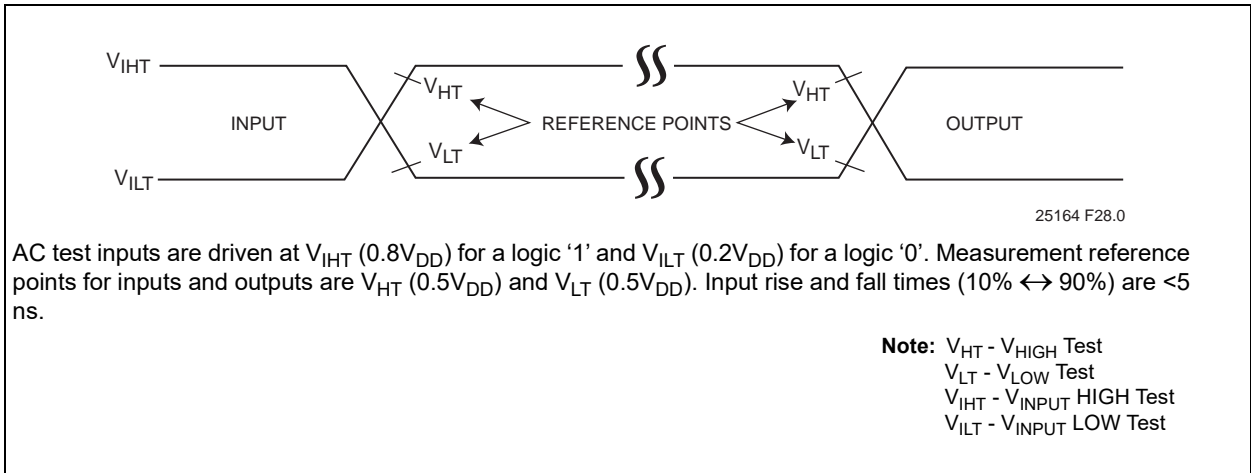 VIHT
VHT
VHT
INPUT
REFERENCE POINTS
OUTPUT
VLT
VLT
VILT
25164 F28.0
AC test inputs are driven at VIHT (0.8VDD) for a logic ‘1’ and VILT (0.2VDD) for a logic ‘0’. Measurement reference
points for inputs and outputs are VHT (0.5VDD) and VLT (0.5VDD). Input rise and fall times (10% ↔ 90%) are <5
ns.
Note: VHT - VHIGH Test
VLT - VLOW Test
VIHT - VINPUT HIGH Test
VILT - VINPUT LOW Test